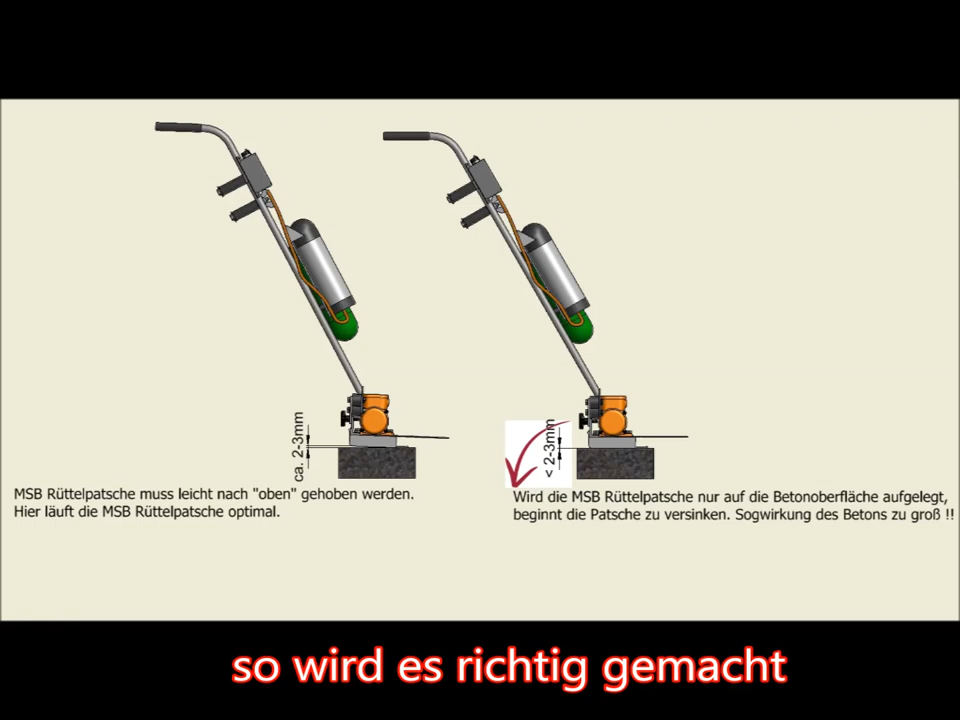 ca. 2-3mm
MSB Rüttelpatsche muss leicht nach "oben" gehoben werden.
Hier läuft die MSB Rüttelpatsche optimal.
< 2-3mm
Wird die MSB Rüttelpatsche nur auf die Betonoberfläche aufgelegt,
beginnt die Patsche zu versinken. Sogwirkung des Betons zu groß !!
so wird es richtig gemacht